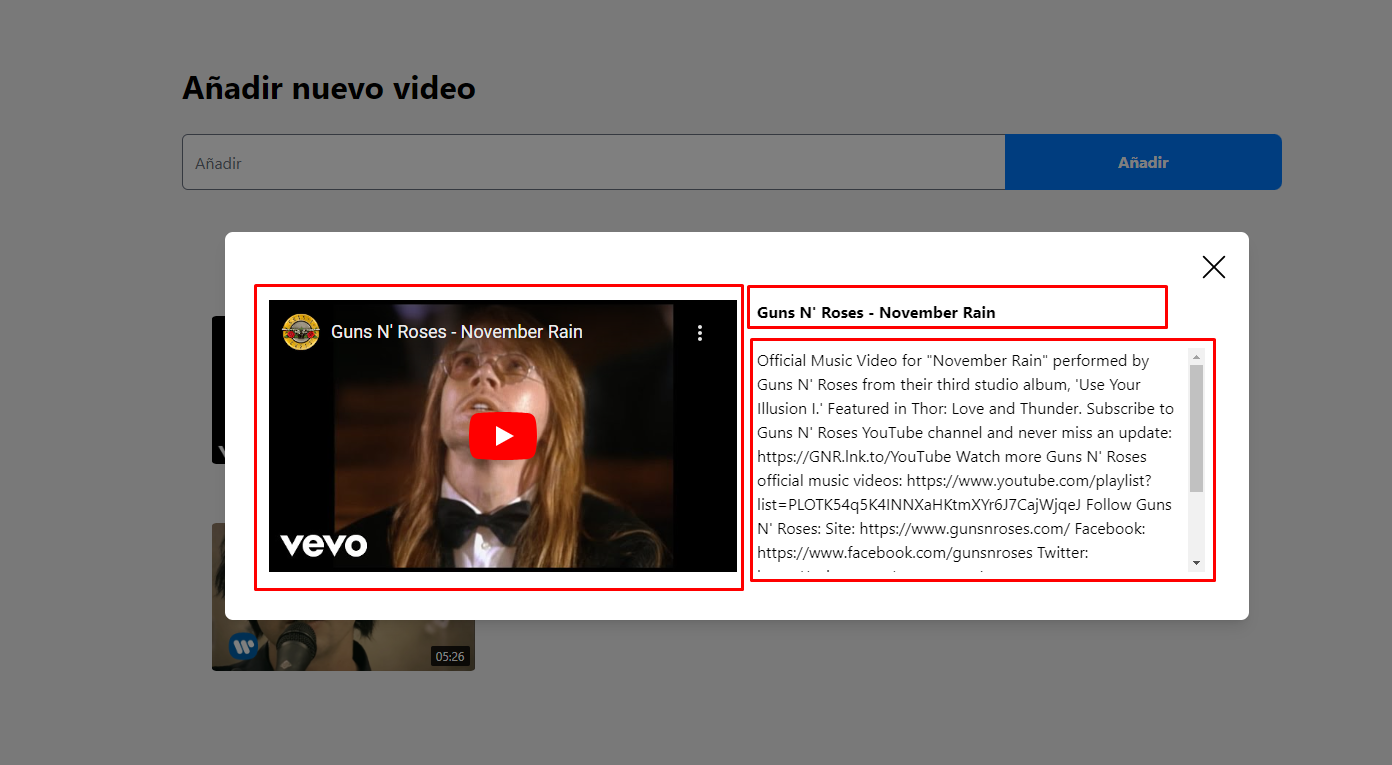 Añadir nuevo video
Añadir
Añadir
Guns N' Roses - November Rain
vevo
Guns N' Roses - November Rain
Official Music Video for "November Rain" performed by
Guns N' Roses from their third studio album, 'Use Your
Illusion I.' Featured in Thor: Love and Thunder. Subscribe to
Guns N' Roses YouTube channel and never miss an update:
https://GNR.lnk.to/YouTube Watch more Guns N' Roses
official music videos: https://www.youtube.com/playlist?
list=PLOTK54q5K4INNXaHKtmXYr6J7CajWjqeJ Follow Guns
N' Roses: Site: https://www.gunsnroses.com/ Facebook:
https://www.facebook.com/gunsnroses Twitter:
05:26